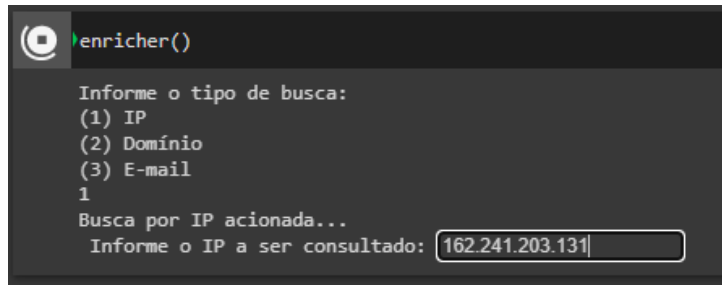 enricher()
Informe o tipo de busca:
(1) IP
(2) Domínio
(3) E-mail
1
Busca por IP acionada...
Informe o IP a ser consultado: 162.241.203.131